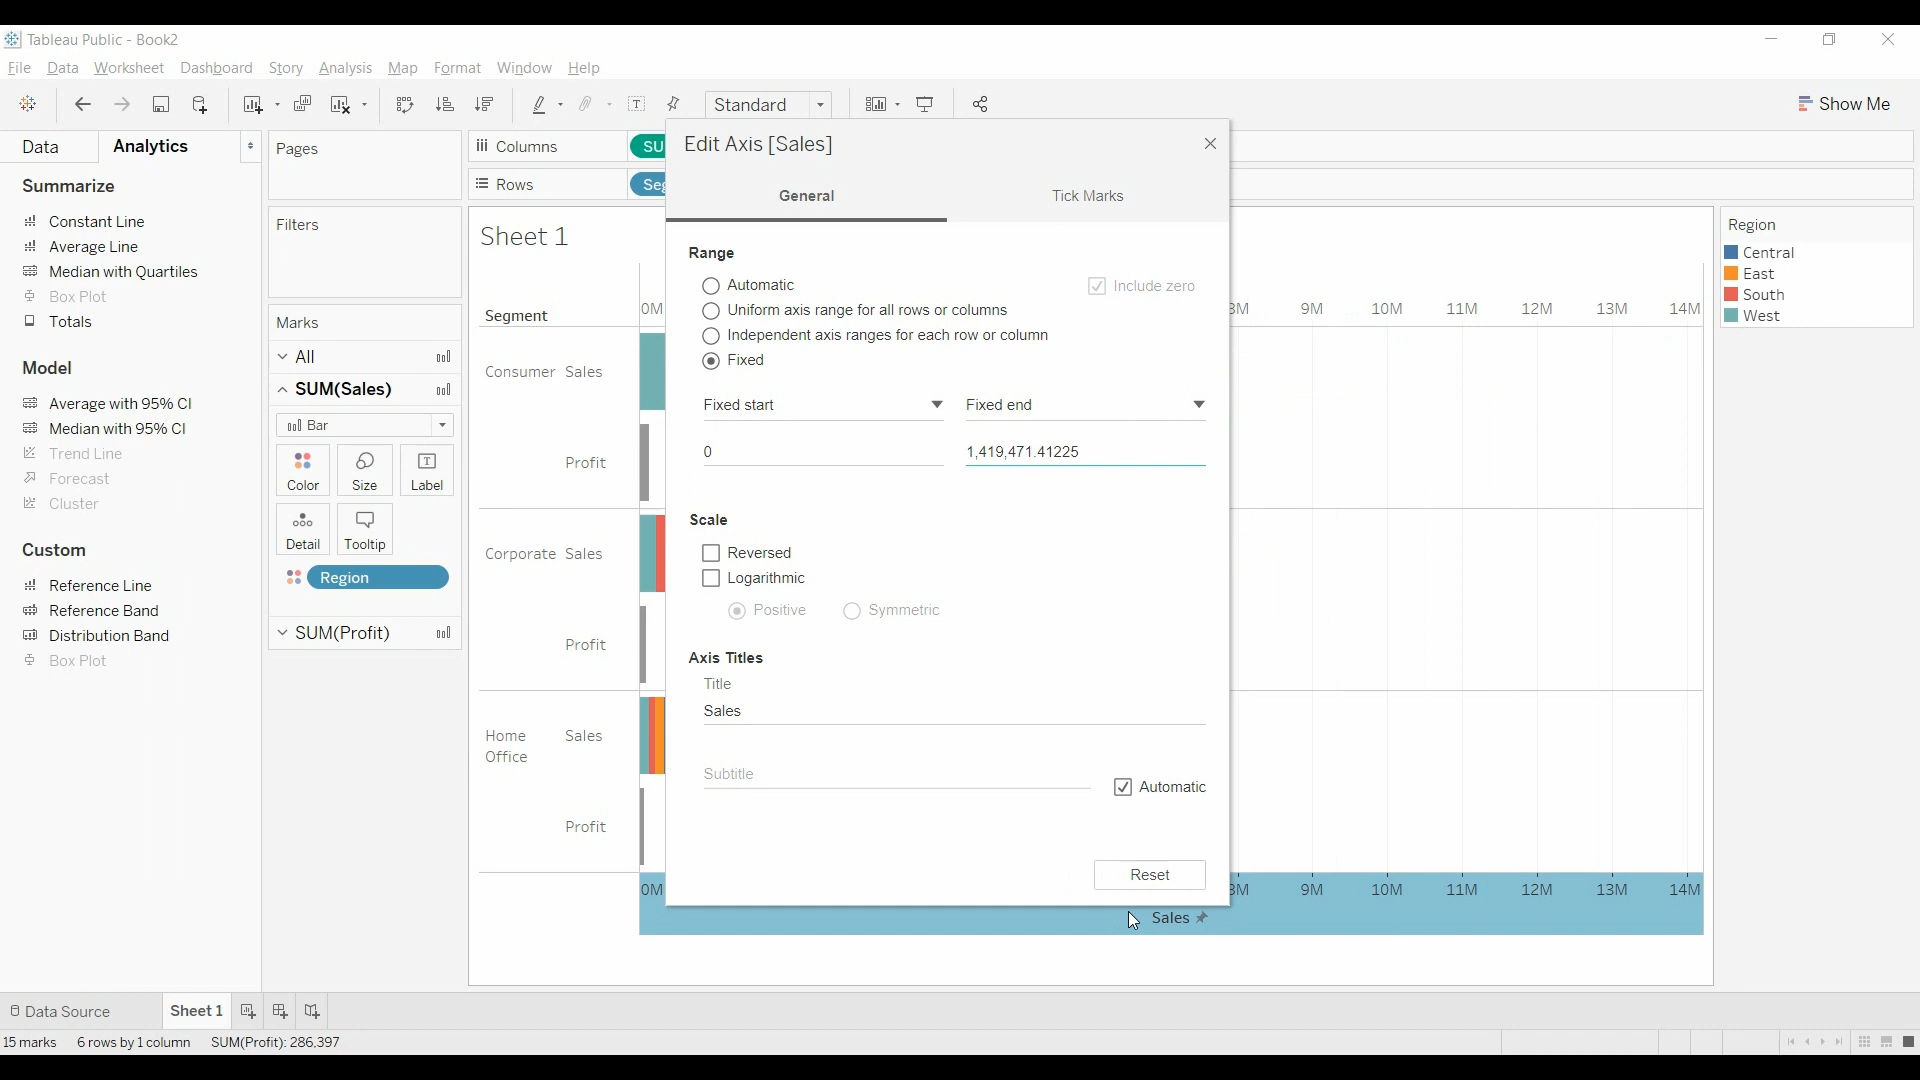 Tableau Public - Book2
File Data Worksheet Dashboard Story Analysis Map Format Window Help
Standard
Show Me
Data Analytics
Summarize
Constant Line
Average Line
Median with Quartiles
Box Plot
Totals
Model
Average with 95% CI
Median with 95% CI
Trend Line
Forecast
Cluster
Custom
Reference Line
Reference Band
Distribution Band
Box Plot
Pages
Filters
Marks
All
SUM(Sales)
Bar
Color Size Label
Detail Tooltip
Region
SUM(Profit)
Columns SU
Rows Seg
Sheet 1
Segment
0M
9M 10M 11M 12M 13M 14M
Consumer Sales
Profit
Corporate Sales
Profit
Home Office Sales
Profit
0M
9M 10M 11M 12M 13M 14M
Sales
Edit Axis [Sales]
General Tick Marks
Range
Automatic Include zero
Uniform axis range for all rows or columns
Independent axis ranges for each row or column
Fixed
Fixed start Fixed end
0 1,419,471.41225
Scale
Reversed
Logarithmic
Positive Symmetric
Axis Titles
Title
Sales
Subtitle
Automatic
Reset
Region
Central
East
South
West
Data Source Sheet 1
15 marks 6 rows by 1 column SUM(Profit): 286,397